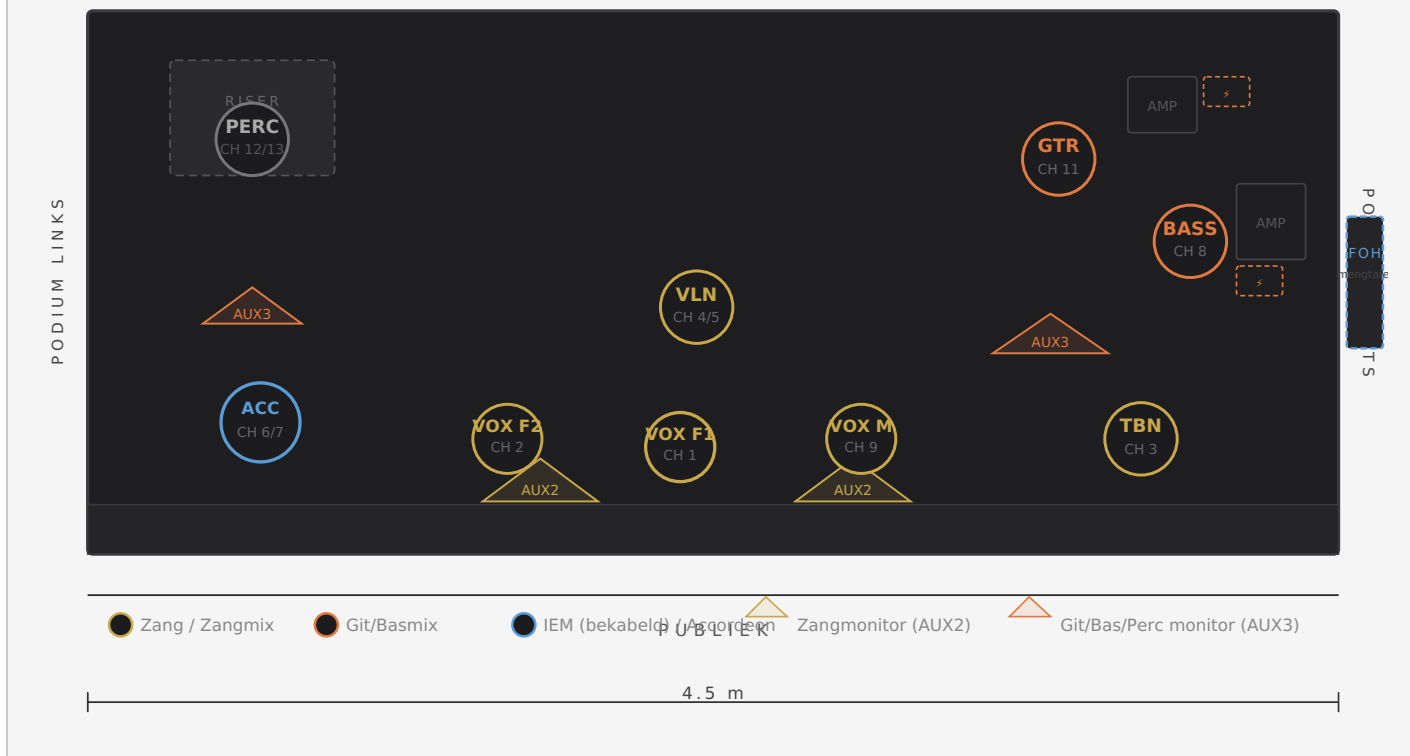 RISER
PERC
CH 12/13
AMP
⚡
GTR
CH 11
AMP
BASS
CH 8
⚡
PODIUM LINKS
FOH
VLN
CH 4/5
AUX3
AUX3
ACC
CH 6/7
VOX F2
CH 2
VOX F1
CH 1
VOX M
CH 9
TBN
CH 3
AUX2
AUX2
Zang / Zangmix
Git/Basmix
IEM (bekabeld) / Accordeon
Zangmonitor (AUX2)
Git/Bas/Perc monitor (AUX3)
PUBLIEK
4.5 m